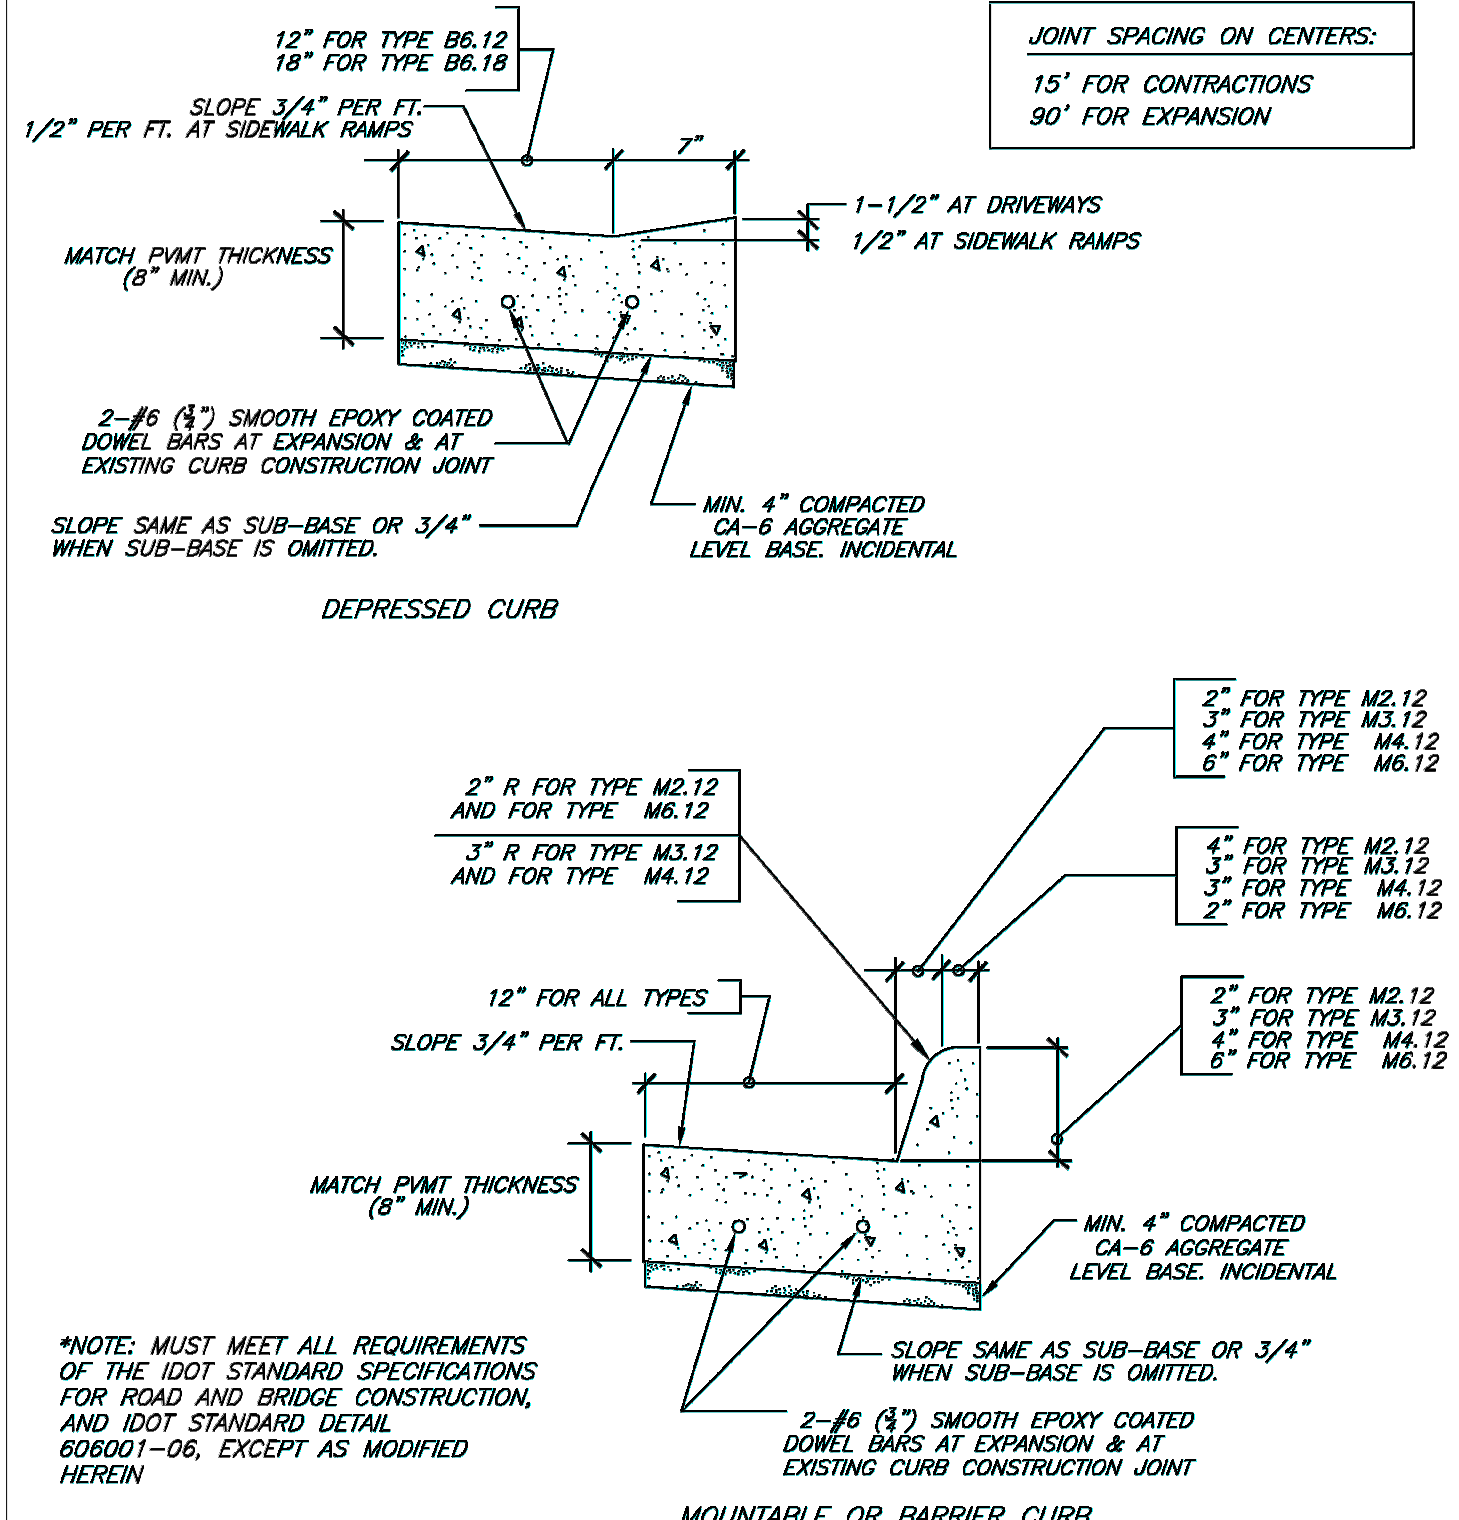 12" FOR TYPE B6.12
18" FOR TYPE B6.18
JOINT SPACING ON CENTERS:
15' FOR CONTRACTIONS
90' FOR EXPANSION
SLOPE 3/4" PER FT.
1/2" PER FT. AT SIDEWALK RAMPS
7"
1-1/2" AT DRIVEWAYS
1/2" AT SIDEWALK RAMPS
MATCH PVMT THICKNESS
(8" MIN.)
2-#6 (3/4") SMOOTH EPOXY COATED
DOWEL BARS AT EXPANSION & AT
EXISTING CURB CONSTRUCTION JOINT
SLOPE SAME AS SUB-BASE OR 3/4"
WHEN SUB-BASE IS OMITTED.
MIN. 4" COMPACTED
CA-6 AGGREGATE
LEVEL BASE. INCIDENTAL
DEPRESSED CURB
2" FOR TYPE M2.12
3" FOR TYPE M3.12
4" FOR TYPE M4.12
6" FOR TYPE M6.12
2" R FOR TYPE M2.12
AND FOR TYPE M6.12
3" R FOR TYPE M3.12
AND FOR TYPE M4.12
4" FOR TYPE M2.12
3" FOR TYPE M3.12
3" FOR TYPE M4.12
2" FOR TYPE M6.12
12" FOR ALL TYPES
SLOPE 3/4" PER FT.
2" FOR TYPE M2.12
3" FOR TYPE M3.12
4" FOR TYPE M4.12
6" FOR TYPE M6.12
MATCH PVMT THICKNESS
(8" MIN.)
MIN. 4" COMPACTED
CA-6 AGGREGATE
LEVEL BASE. INCIDENTAL
SLOPE SAME AS SUB-BASE OR 3/4"
WHEN SUB-BASE IS OMITTED.
2-#6 (3/4") SMOOTH EPOXY COATED
DOWEL BARS AT EXPANSION & AT
EXISTING CURB CONSTRUCTION JOINT
*NOTE: MUST MEET ALL REQUIREMENTS
OF THE IDOT STANDARD SPECIFICATIONS
FOR ROAD AND BRIDGE CONSTRUCTION,
AND IDOT STANDARD DETAIL
606001-06, EXCEPT AS MODIFIED
HEREIN
MOUNTABLE OR BARRIER CURB